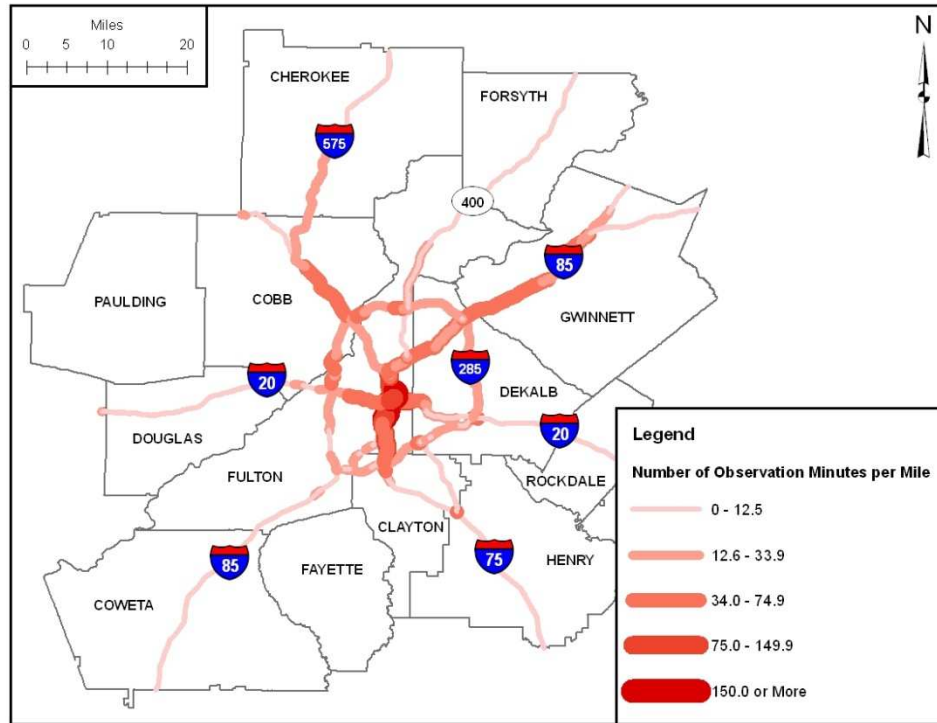 Miles
0 5 10 20
N
CHEROKEE
FORSYTH
575
400
85
PAULDING
COBB
GWINNETT
20
285
DEKALB
DOUGLAS
20
FULTON
ROCKDALE
CLAYTON
75
HENRY
85
FAYETTE
COWETA
Legend
Number of Observation Minutes per Mile
0 - 12.5
12.6 - 33.9
34.0 - 74.9
75.0 - 149.9
150.0 or More